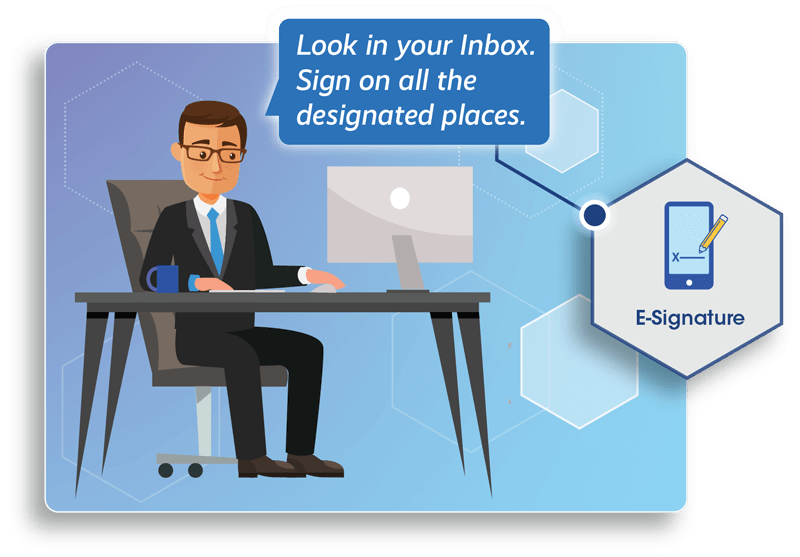 Look in your Inbox.
Sign on all the
designated places.
x
E-Signature